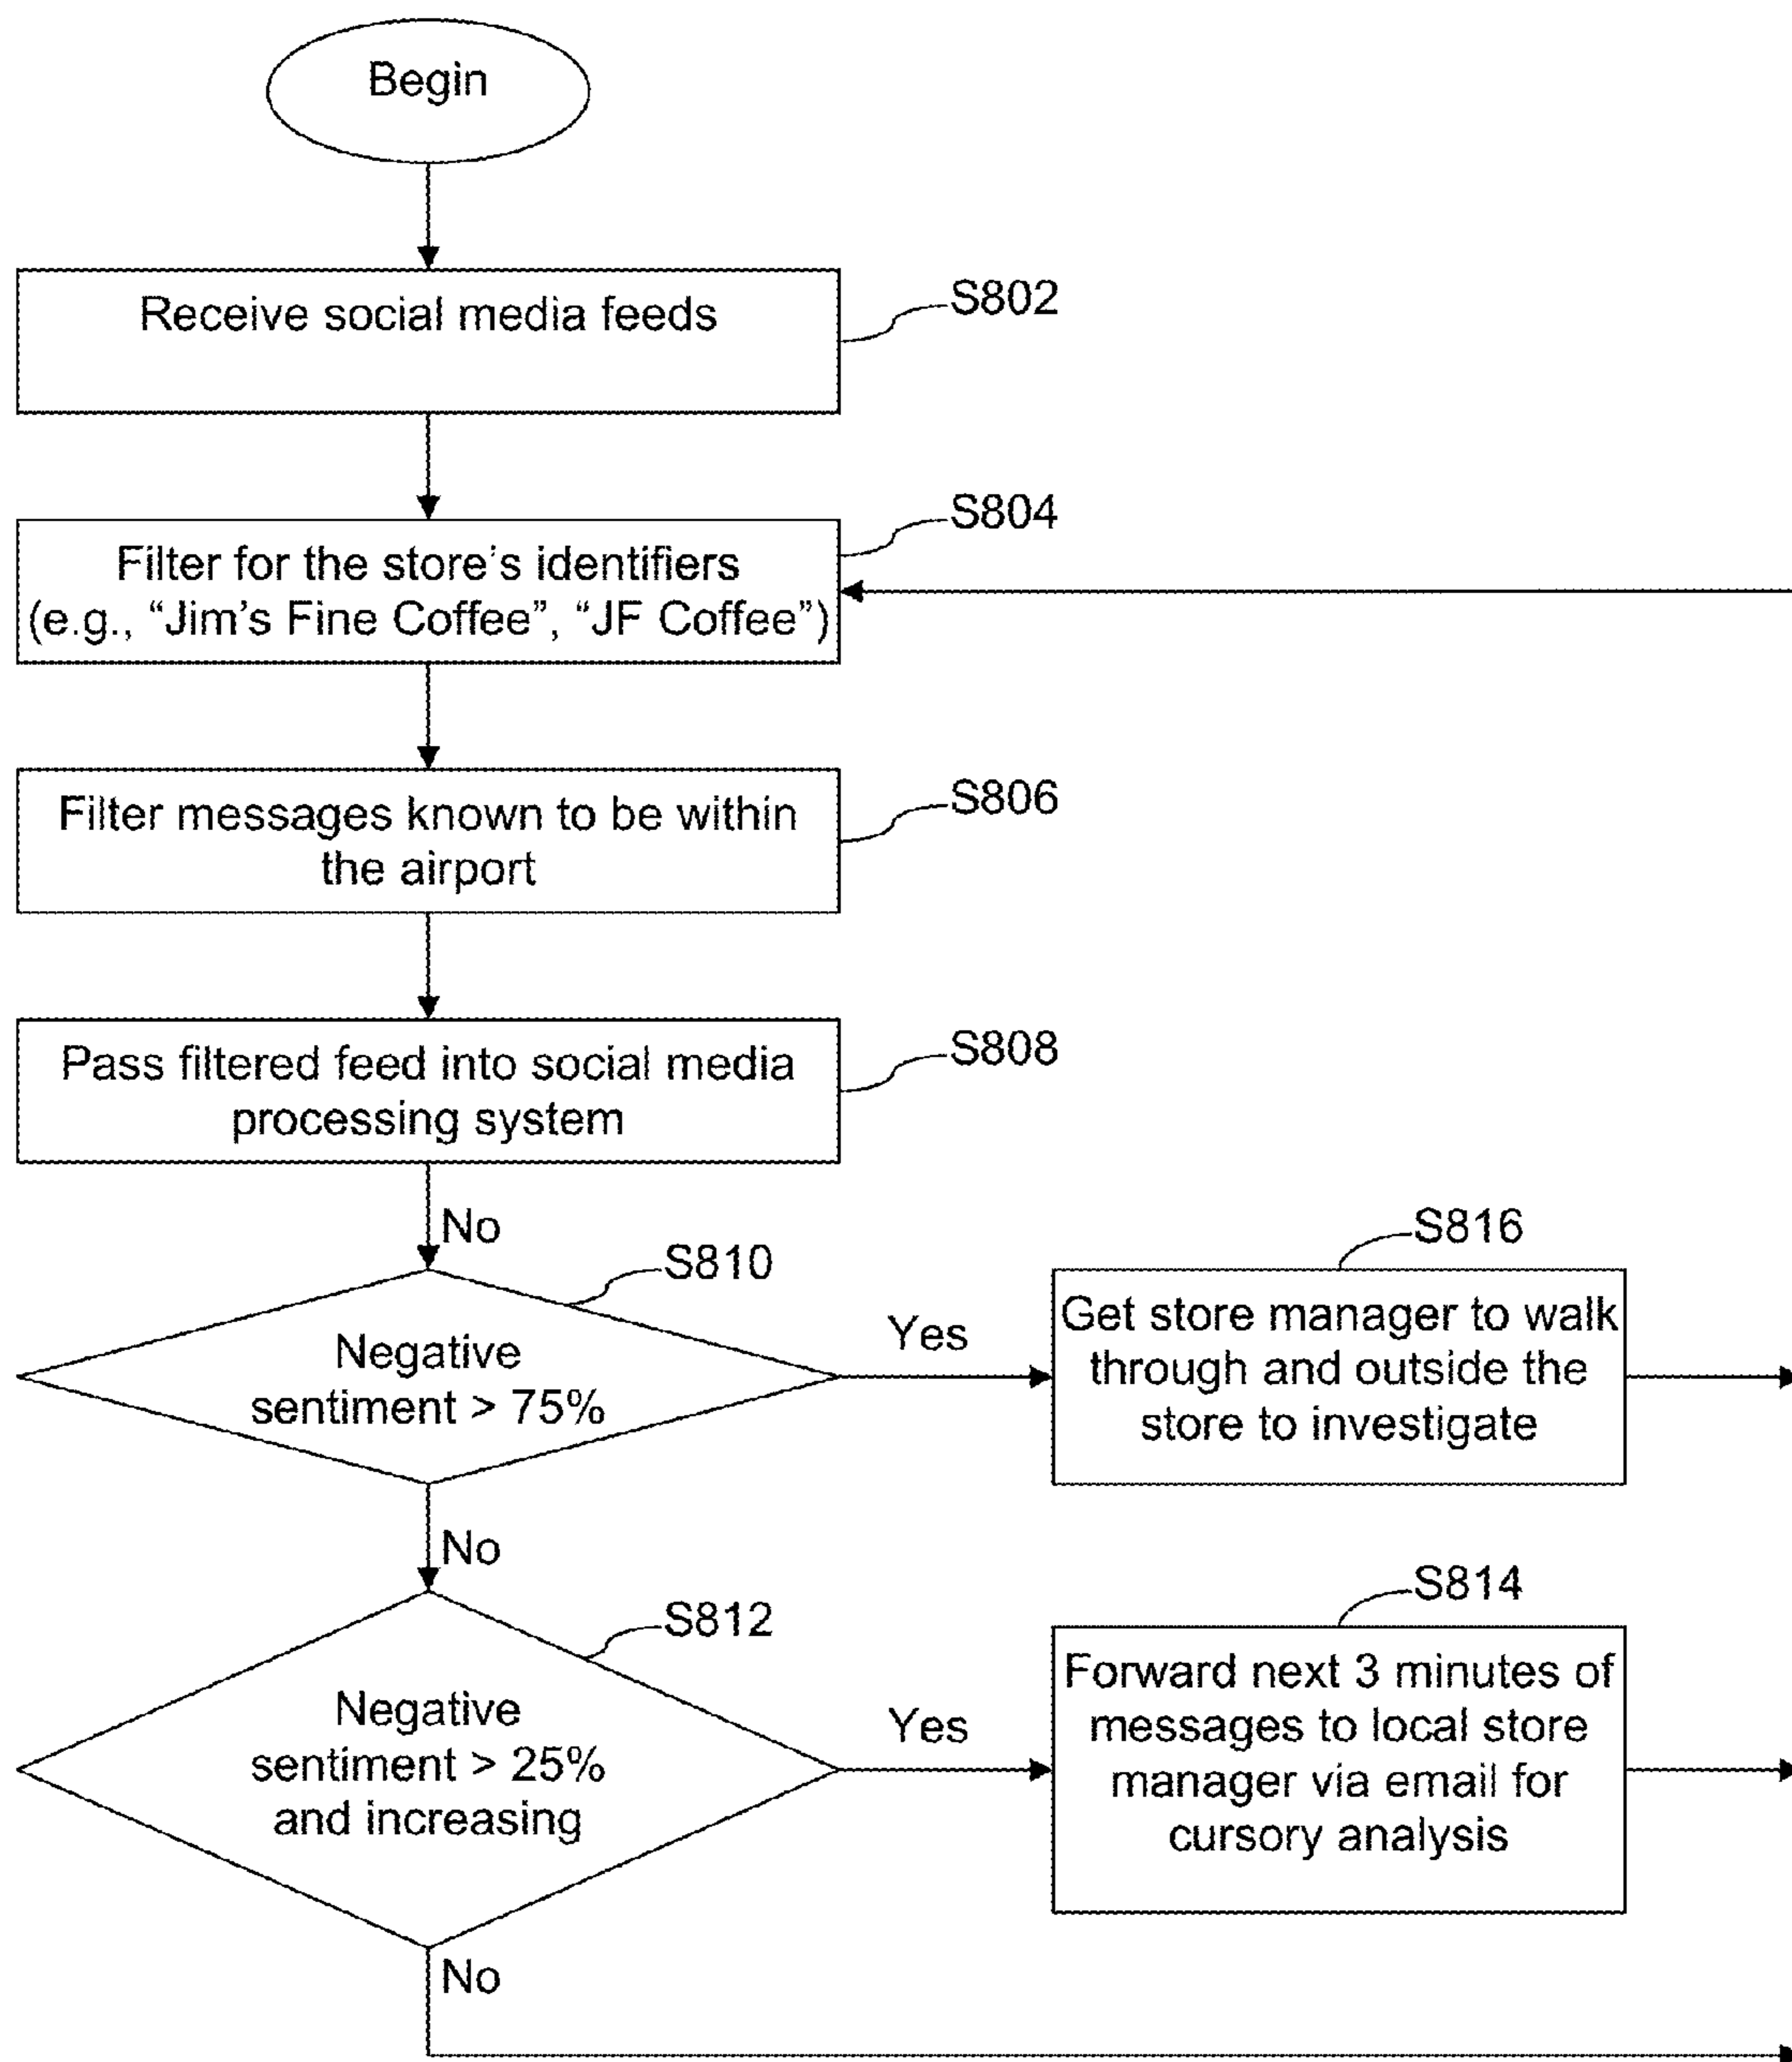 Begin
Receive social media feeds
S802
S804
Filter for the store's identifiers
(e.g., “Jim's Fine Coffee”, “JF Coffee”)
Filter messages known to be within
the airport
S806
Pass filtered feed into social media
processing system
S808
No
S810
Negative
sentiment > 75%
Yes
S816
Get store manager to walk
through and outside the
store to investigate
No
S812
Negative
sentiment > 25%
and increasing
Yes
S814
Forward next 3 minutes of
messages to local store
manager via email for
cursory analysis
No